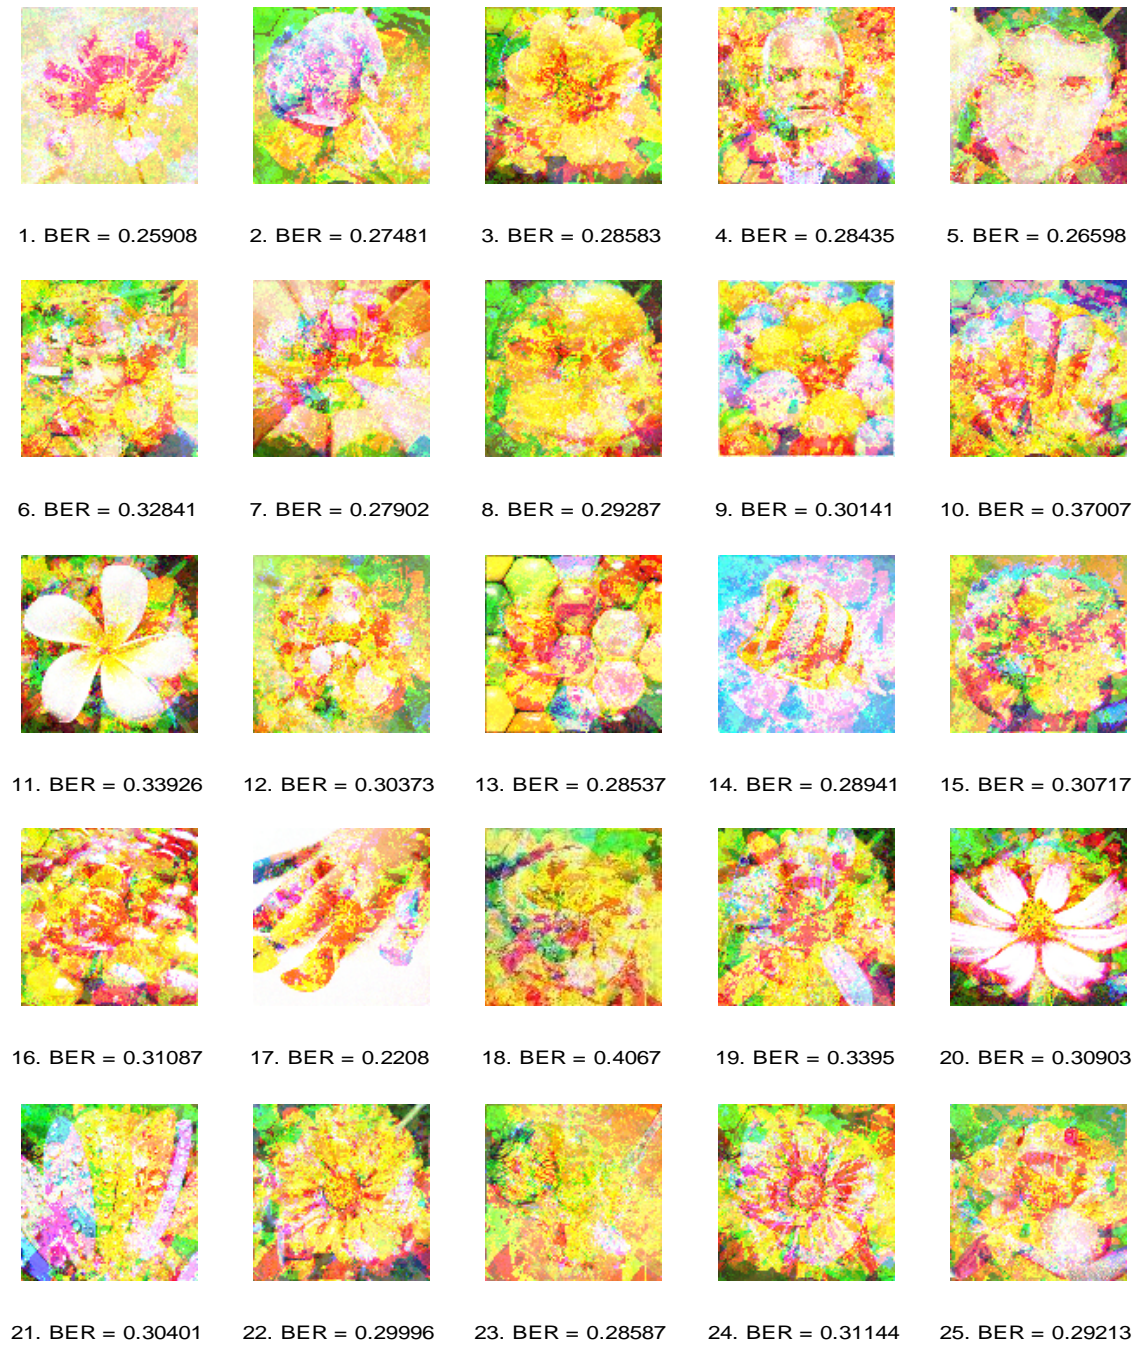 1. BER = 0.25908 2. BER = 0.27481 3. BER = 0.28583 4. BER = 0.28435 5. BER = 0.26598
6. BER = 0.32841 7. BER = 0.27902 8. BER = 0.29287 9. BER = 0.30141 10. BER = 0.37007
11. BER = 0.33926 12. BER = 0.30373 13. BER = 0.28537 14. BER = 0.28941 15. BER = 0.30717
16. BER = 0.31087 17. BER = 0.2208 18. BER = 0.4067 19. BER = 0.3395 20. BER = 0.30903
21. BER = 0.30401 22. BER = 0.29996 23. BER = 0.28587 24. BER = 0.31144 25. BER = 0.29213